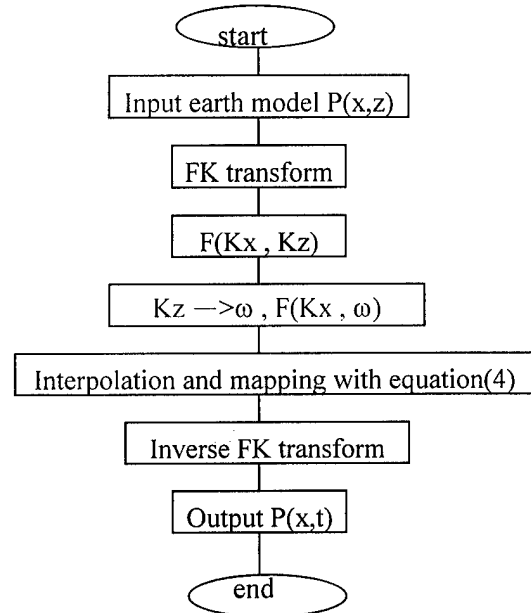 start
Input earth model P(x,z)
FK transform
F(Kx , Kz)
Kz —>ω , F(Kx , ω)
Interpolation and mapping with equation(4)
Inverse FK transform
Output P(x,t)
end